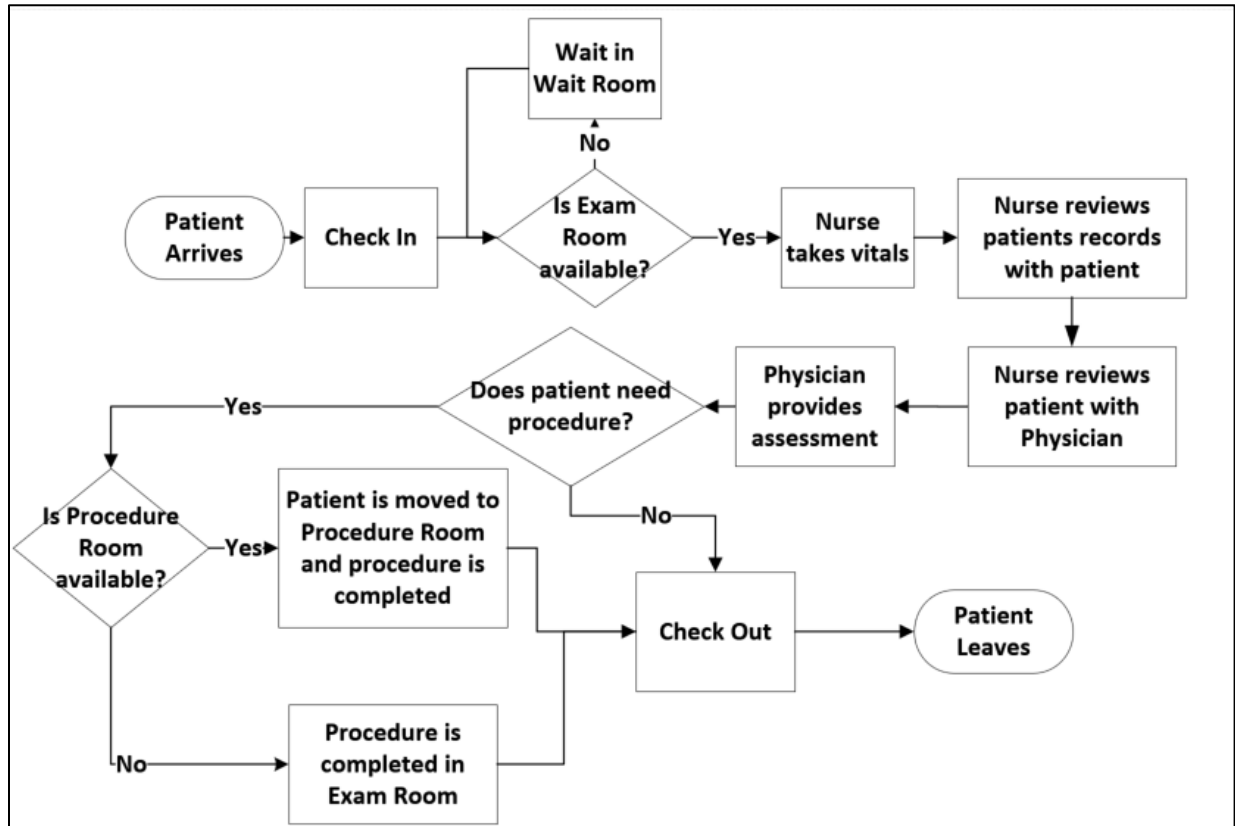 Wait in
Wait Room
No
Patient
Arrives
Check In
Is Exam
Room
available?
Yes
Nurse
takes vitals
Nurse reviews
patients records
with patient
Nurse reviews
patient with
Physician
Physician
provides
assessment
Does patient need
procedure?
Yes
No
Is Procedure
Room
available?
Yes
Patient is moved to
Procedure Room
and procedure is
completed
No
Procedure is
completed in
Exam Room
Check Out
Patient
Leaves